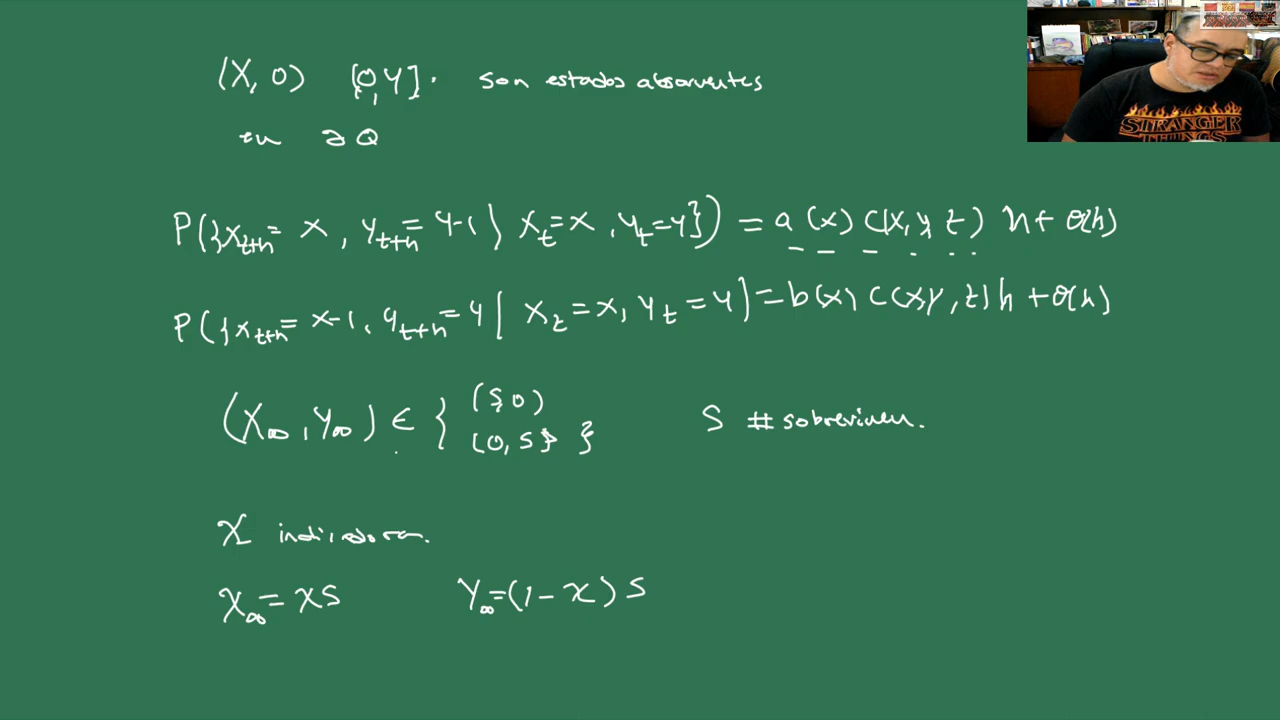 (X, 0) [0, Y]. son estados absorventes
en ∂Q
P({X_{t+h} = X, Y_{t+h} = Y-1 | X_t = X, Y_t = Y}) = a(x) C(X, Y, t) h + O(h)
P({X_{t+h} = X-1, Y_{t+h} = Y | X_t = X, Y_t = Y] = b(x) C(X, Y, t) h + O(h)
(X_∞, Y_∞) ∈ { (S, 0) (0, S) } S # sobreviven.
χ indicadora.
X_∞ = χS Y_∞ = (1 - χ) S
STRANGER
THINGS